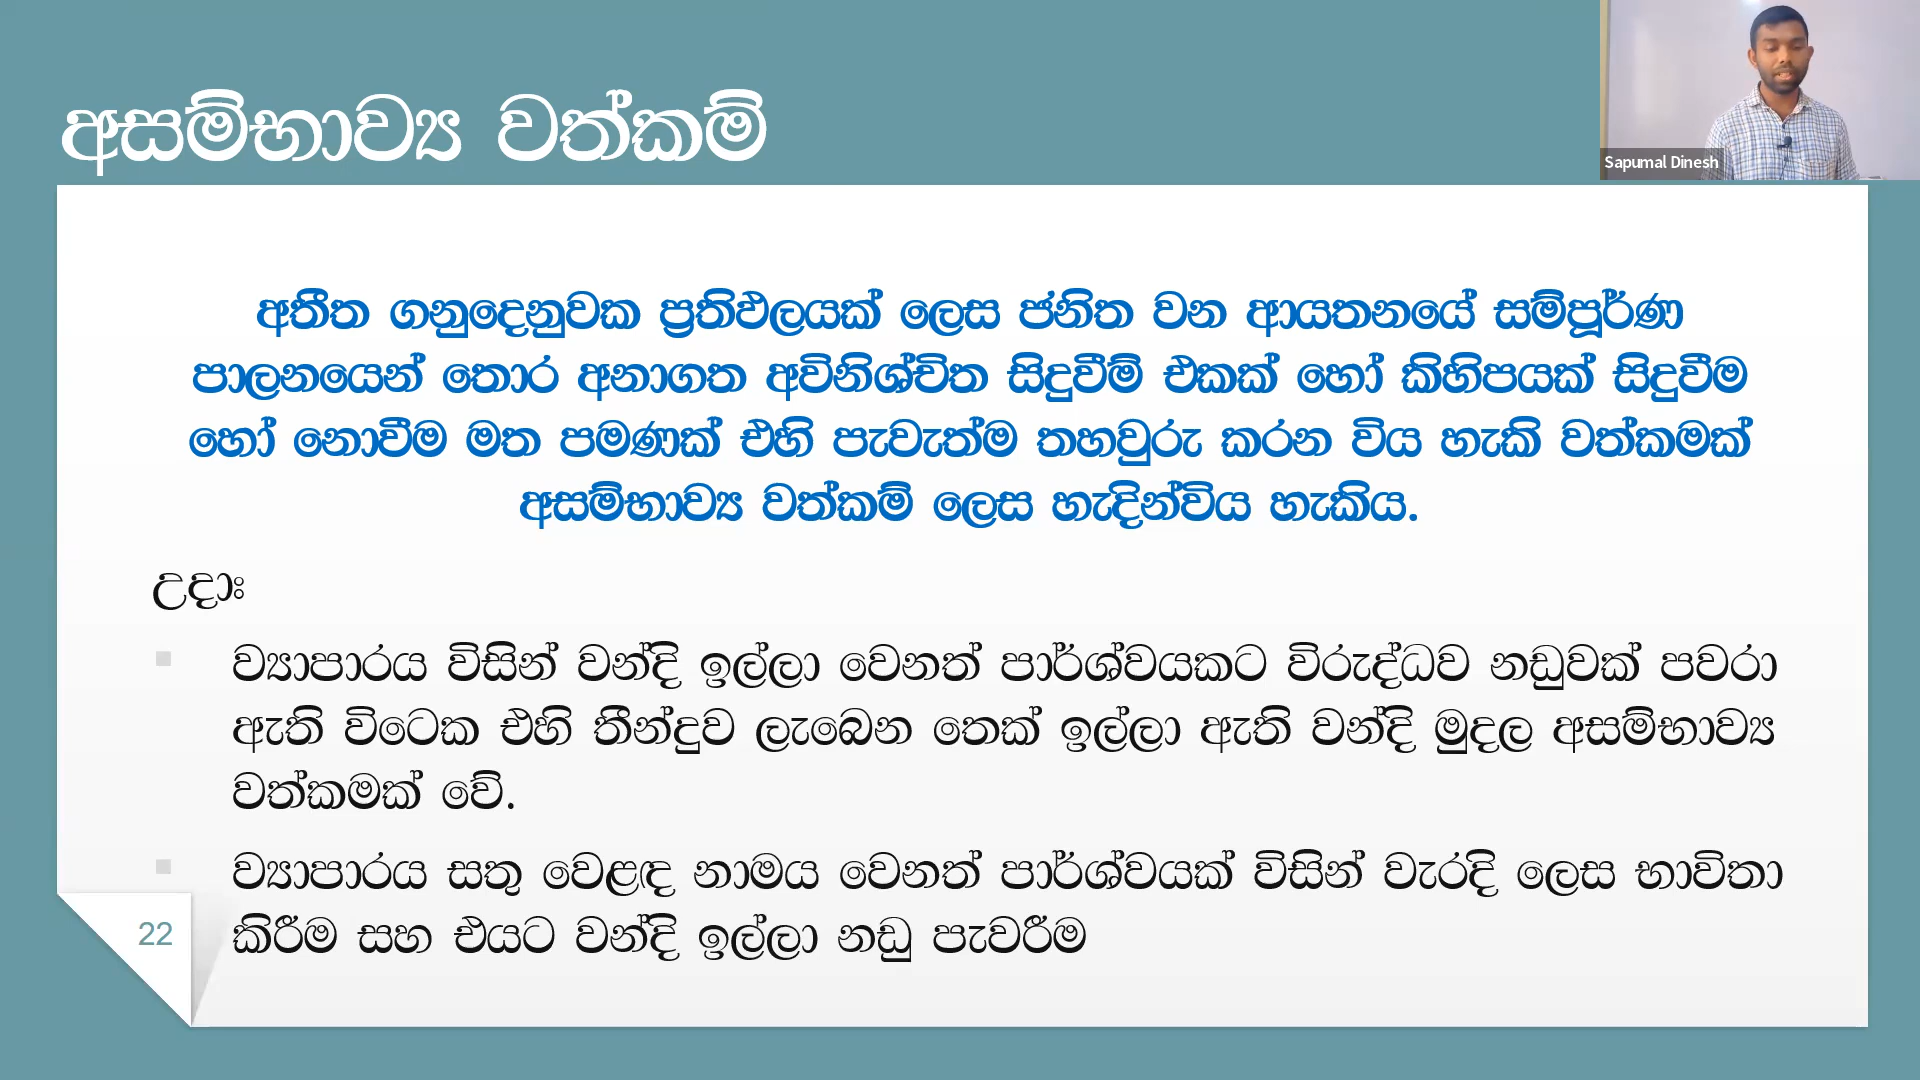 අසම්භාව්‍ය වත්කම්
Sapumal Dinesh
අතීත ගනුදෙනුවක ප්‍රතිඵලයක් ලෙස ජනිත වන ආයතනයේ සම්පූර්ණ
පාලනයෙන් තොර අනාගත අවිනිශ්චිත සිදුවීම් එකක් හෝ කිහිපයක් සිදුවීම
හෝ නොවීම මත පමණක් එහි පැවැත්ම තහවුරු කරන විය හැකි වත්කමක්
අසම්භාව්‍ය වත්කම් ලෙස හැදින්විය හැකිය.
උදාඃ
ව්‍යාපාරය විසින් වන්දි ඉල්ලා වෙනත් පාර්ශ්වයකට විරුද්ධව නඩුවක් පවරා
ඇති විටෙක එහි තීන්දුව ලැබෙන තෙක් ඉල්ලා ඇති වන්දි මුදල අසම්භාව්‍ය
වත්කමක් වේ.
ව්‍යාපාරය සතු වෙළඳ නාමය වෙනත් පාර්ශ්වයක් විසින් වැරදි ලෙස භාවිතා
කිරීම සහ එයට වන්දි ඉල්ලා නඩු පැවරීම
22